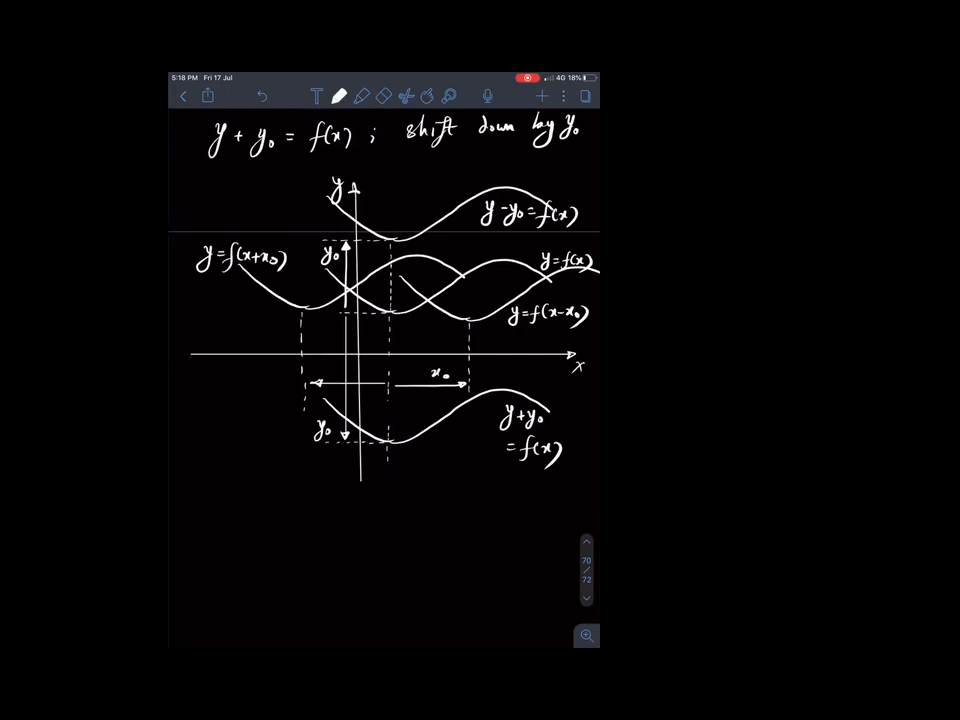 5:18 PM Fri 17 Jul 4G 18%
T
y + y₀ = f(x) ; shift down by y₀
y
y - y₀ = f(x)
y = f(x+x₀)
y₀
y = f(x)
y = f(x-x₀)
x
x₀
y₀
y + y₀
= f(x)
70
/
72